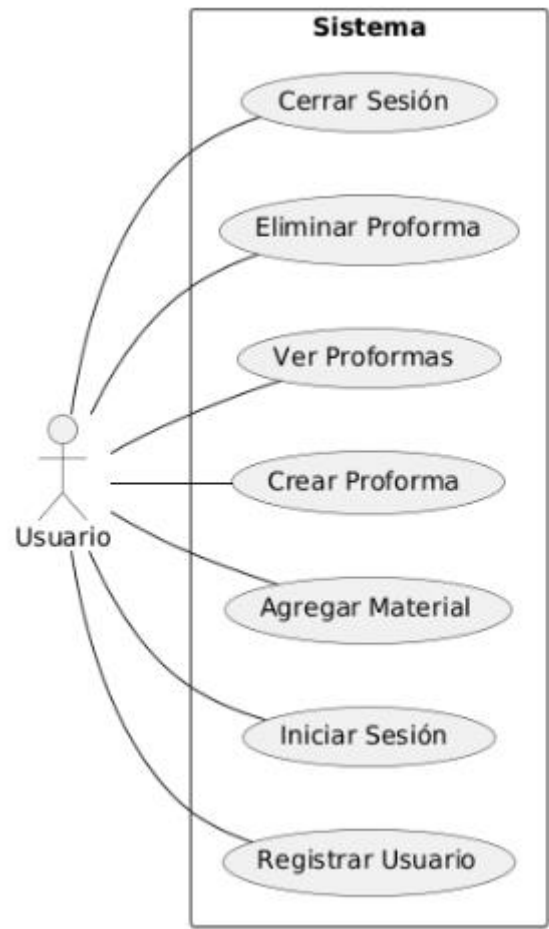 Sistema
Cerrar Sesión
Eliminar Proforma
Ver Proformas
Crear Proforma
Usuario
Agregar Material
Iniciar Sesión
Registrar Usuario